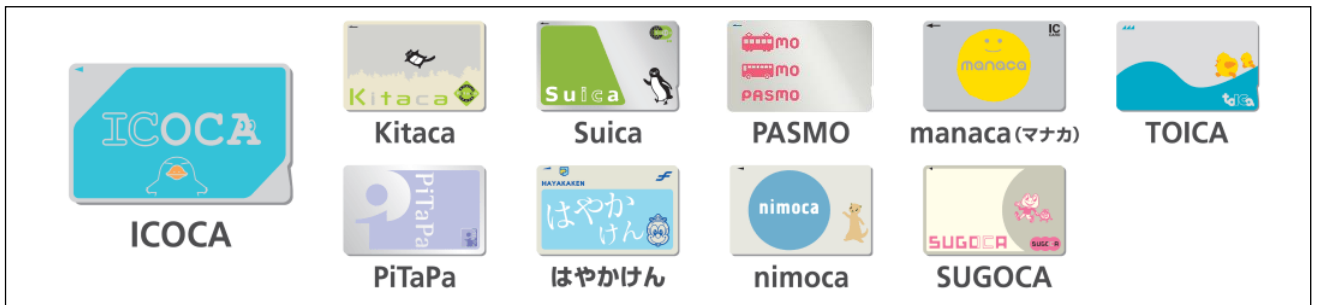 ICOCA
ICOCA
Kitaca
Kitaca
Suica
Suica
mo
mo
PASMO
PASMO
IC
manaca
manaca(マナカ)
toica
TOICA
PiTaPa
PiTaPa
HAYAKAKEN
はやか
けん
はやかけん
nimoca
nimoca
SUGOCA
SUGOCA
SUGOCA